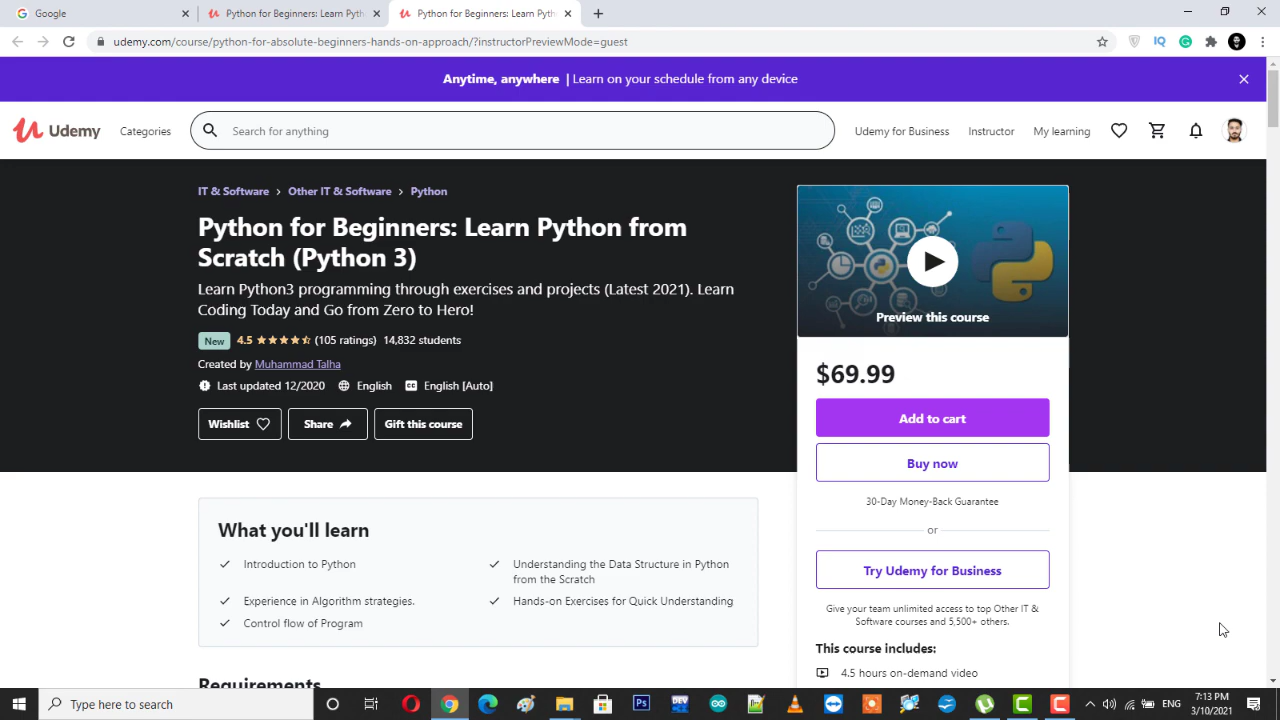 Google
Python for Beginners: Learn Pyth
Python for Beginners: Learn Pyth
udemy.com/course/python-for-absolute-beginners-hands-on-approach/?instructorPreviewMode=guest
IQ
Anytime, anywhere | Learn on your schedule from any device
Udemy
Categories
Search for anything
Udemy for Business
Instructor
My learning
IT & Software > Other IT & Software > Python
Python for Beginners: Learn Python from
Scratch (Python 3)
Learn Python3 programming through exercises and projects (Latest 2021). Learn
Coding Today and Go from Zero to Hero!
New 4.5 (105 ratings) 14,832 students
Created by Muhammad Talha
Last updated 12/2020 English CC English [Auto]
Wishlist
Share
Gift this course
Preview this course
$69.99
Add to cart
Buy now
30-Day Money-Back Guarantee
or
Try Udemy for Business
Give your team unlimited access to top Other IT &
Software courses and 5,500+ others.
This course includes:
4.5 hours on-demand video
What you'll learn
Introduction to Python
Understanding the Data Structure in Python
from the Scratch
Experience in Algorithm strategies.
Hands-on Exercises for Quick Understanding
Control flow of Program
Requirements
Type here to search
Ps
DEV
ENG
7:13 PM
3/10/2021